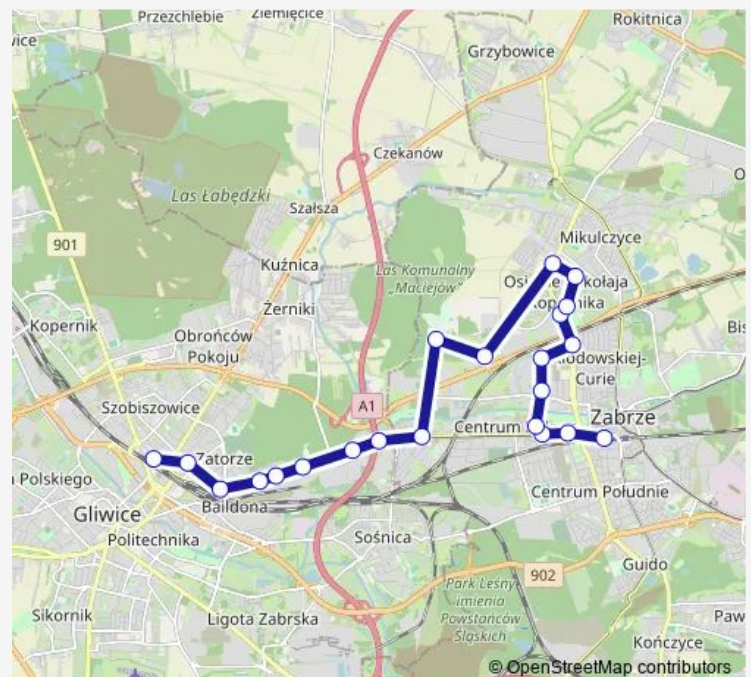 Przezchlebie
Ziemięcice
Rokitnica
Grzybowice
Czekanów
Las Łabędzki
Szałsza
901
Mikulczyce
Kuźnica
Las Komunalny
„Maciejów”
Żerniki
Kopernik
Obrońców
Pokoju
Curie
A1
Szobiszowice
Zabrze
Centrum
Zatorze
Polskiego
Baildona
Centrum Południe
Gliwice
Politechnika
Sośnica
902
Guido
Park Leśny
imienia
Powstańców
Śląskich
Sikornik
Ligota Zabrska
Kończyce
© OpenStreetMap contributors